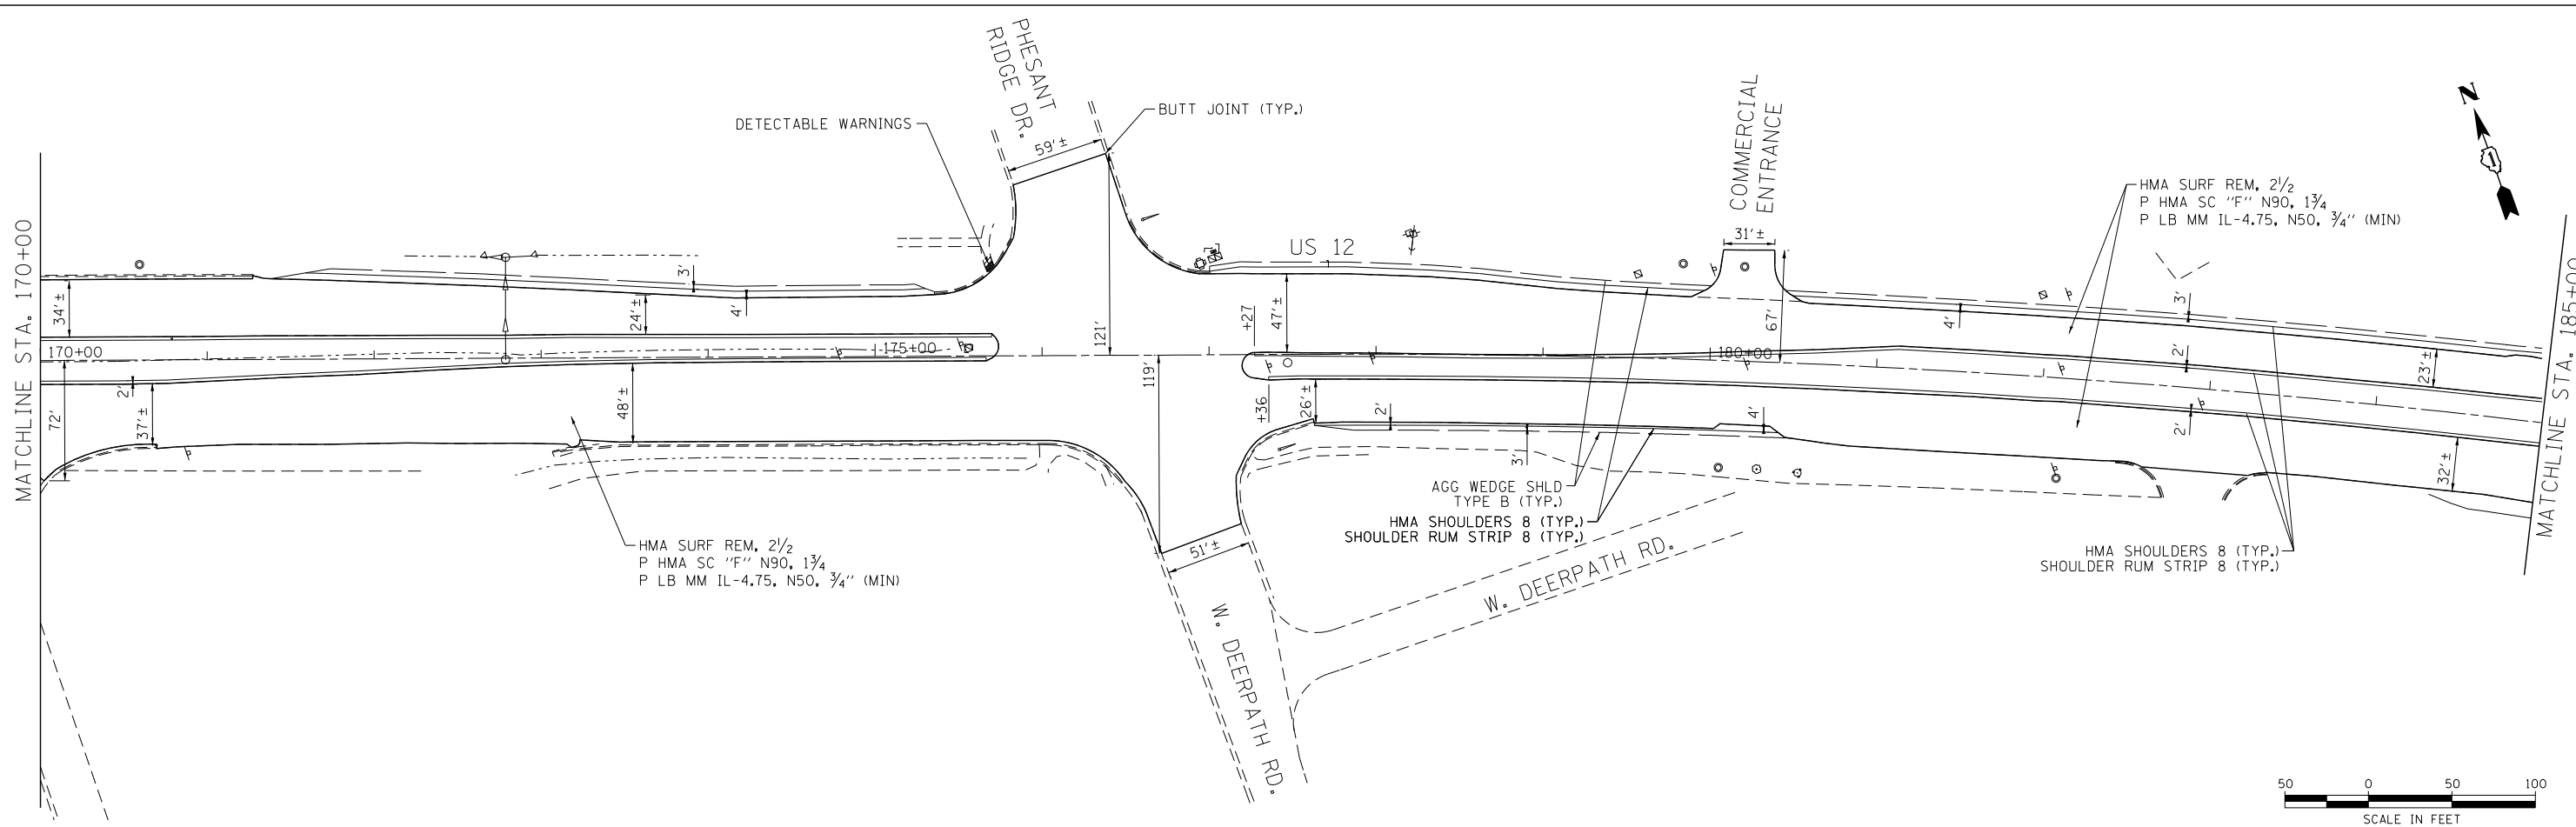 PHESANT
RIDGE DR.
DETECTABLE WARNINGS
BUTT JOINT (TYP.)
59'±
COMMERCIAL
ENTRANCE
N
1
HMA SURF REM, 2½
P HMA SC "F" N90, 1¾
P LB MM IL-4.75, N50, ¾" (MIN)
MATCHLINE STA. 170+00
US 12
31'±
MATCHLINE STA. 185+00
34'±
24'±
3'
4'
121'
+27
47'±
67'
4'
3'
170+00
175+00
180+00
2'
23'±
72'
2'
37'±
48'±
119'
+36
26'±
2'
3'
4'
2'
32'±
AGG WEDGE SHLD
TYPE B (TYP.)
HMA SHOULDERS 8 (TYP.)
SHOULDER RUM STRIP 8 (TYP.)
HMA SURF REM, 2½
P HMA SC "F" N90, 1¾
P LB MM IL-4.75, N50, ¾" (MIN)
51'±
HMA SHOULDERS 8 (TYP.)
SHOULDER RUM STRIP 8 (TYP.)
W. DEERPATH RD.
W. DEERPATH RD.
50 0 50 100
SCALE IN FEET